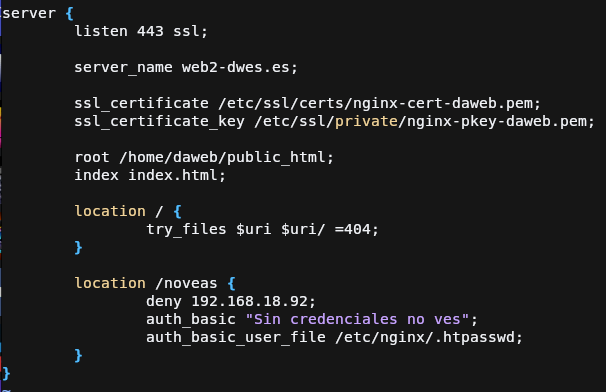 server {
listen 443 ssl;
server_name web2-dwes.es;
ssl_certificate /etc/ssl/certs/nginx-cert-daweb.pem;
ssl_certificate_key /etc/ssl/private/nginx-pkey-daweb.pem;
root /home/daweb/public_html;
index index.html;
location / {
try_files $uri $uri/ =404;
}
location /noveas {
deny 192.168.18.92;
auth_basic "Sin credenciales no ves";
auth_basic_user_file /etc/nginx/.htpasswd;
}
}
~